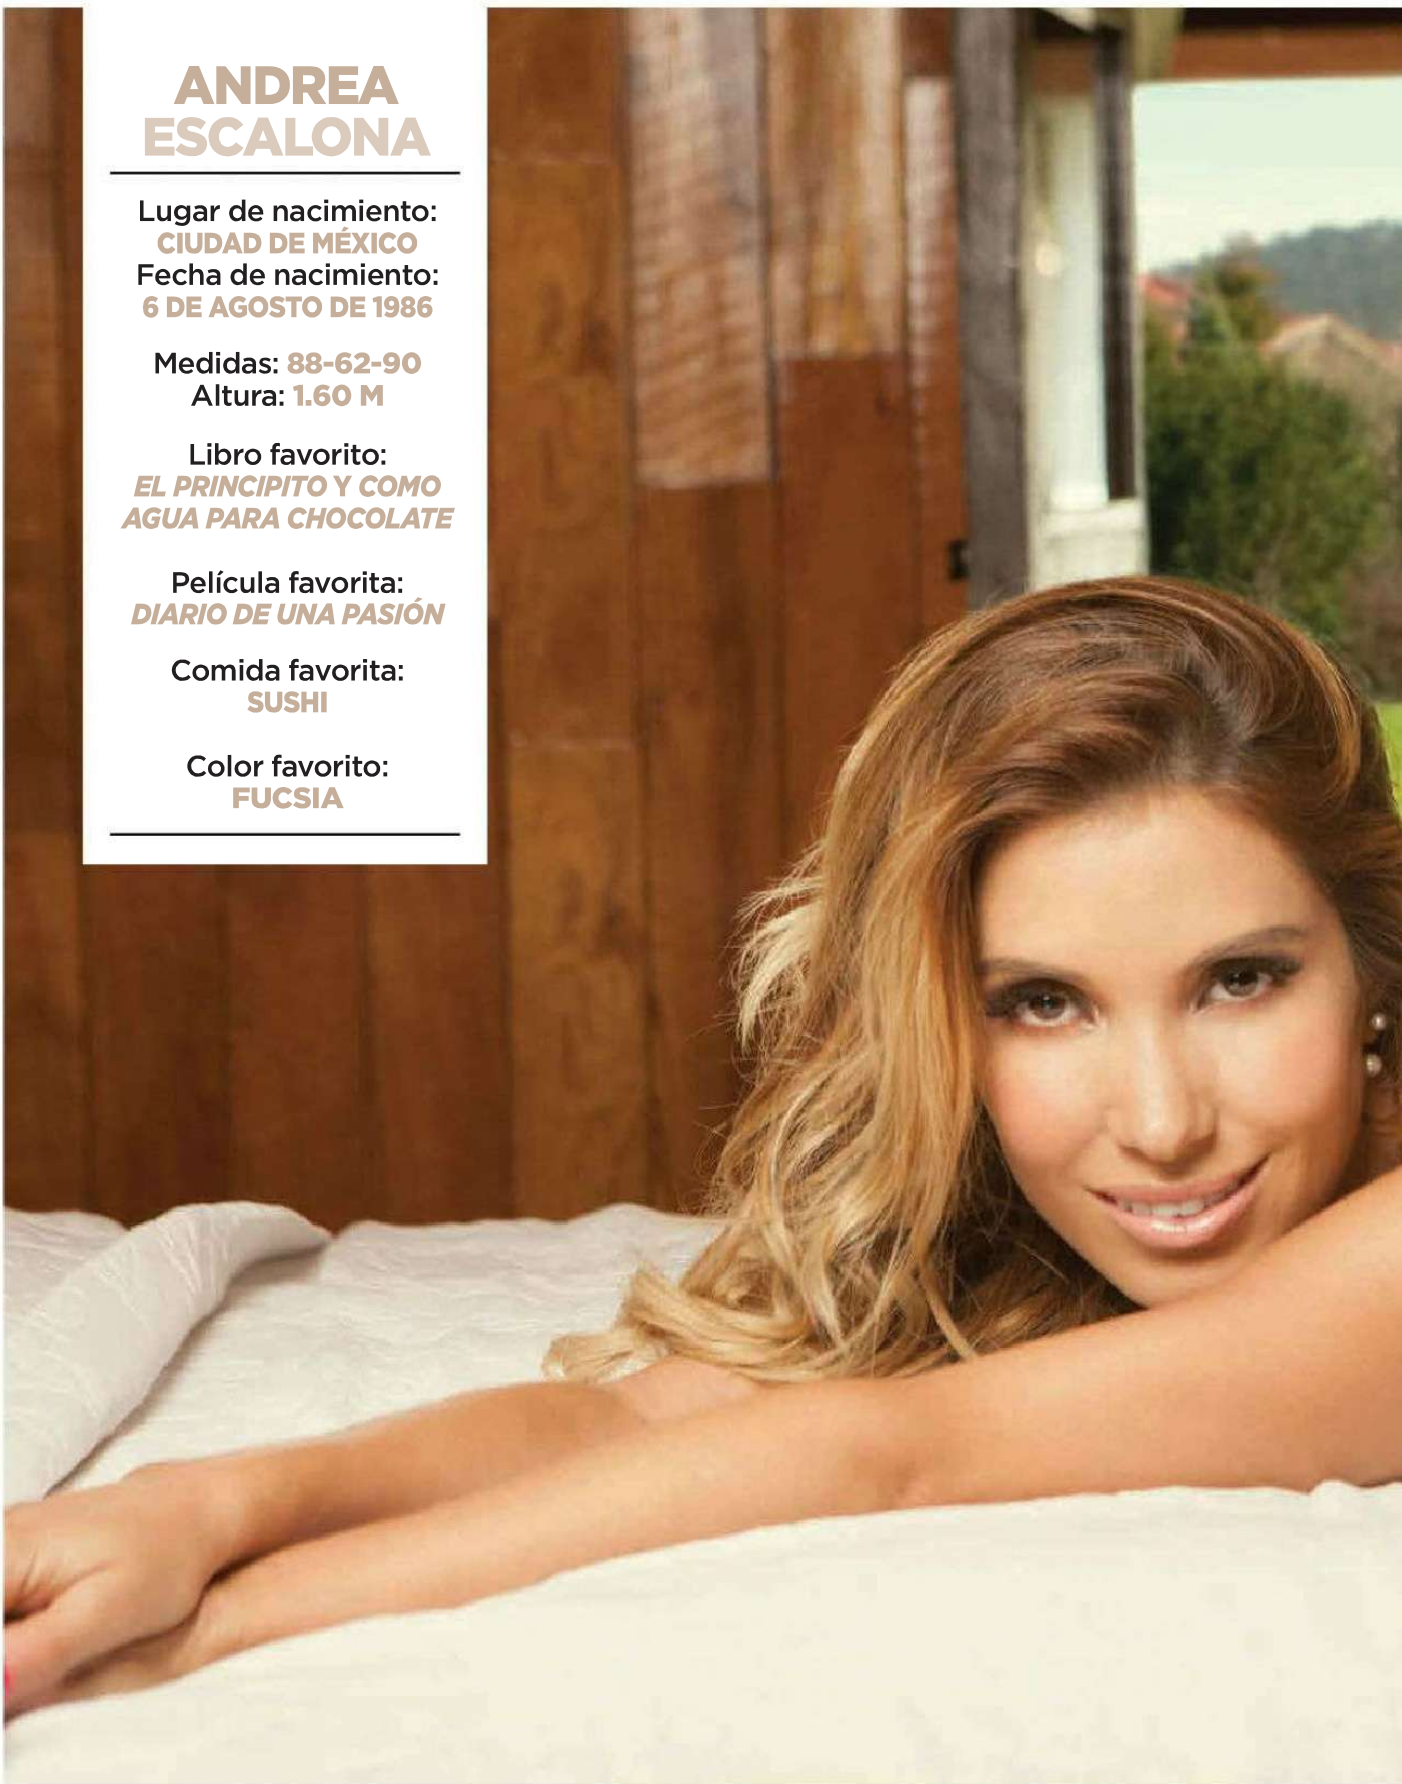 ANDREA
ESCALONA
Lugar de nacimiento:
CIUDAD DE MÉXICO
Fecha de nacimiento:
6 DE AGOSTO DE 1986
Medidas: 88-62-90
Altura: 1.60 M
Libro favorito:
EL PRINCIPITO Y COMO
AGUA PARA CHOCOLATE
Película favorita:
DIARIO DE UNA PASIÓN
Comida favorita:
SUSHI
Color favorito:
FUCSIA